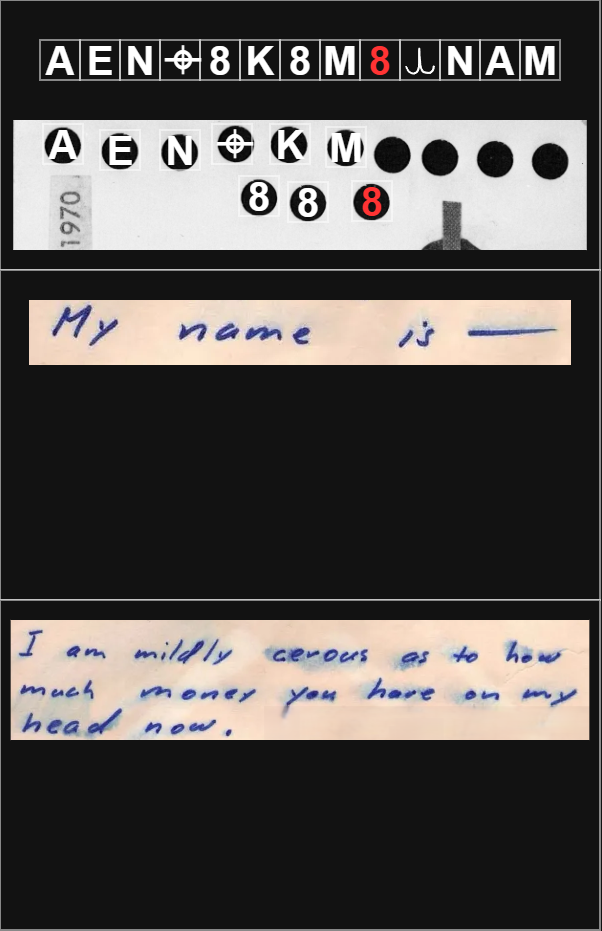 AEN⌖8K8M8⫝NAM
A E N ⌖ K M
8 8 8
1970
My name is —
I am mildly cerous as to how
much money you have on my
head now.